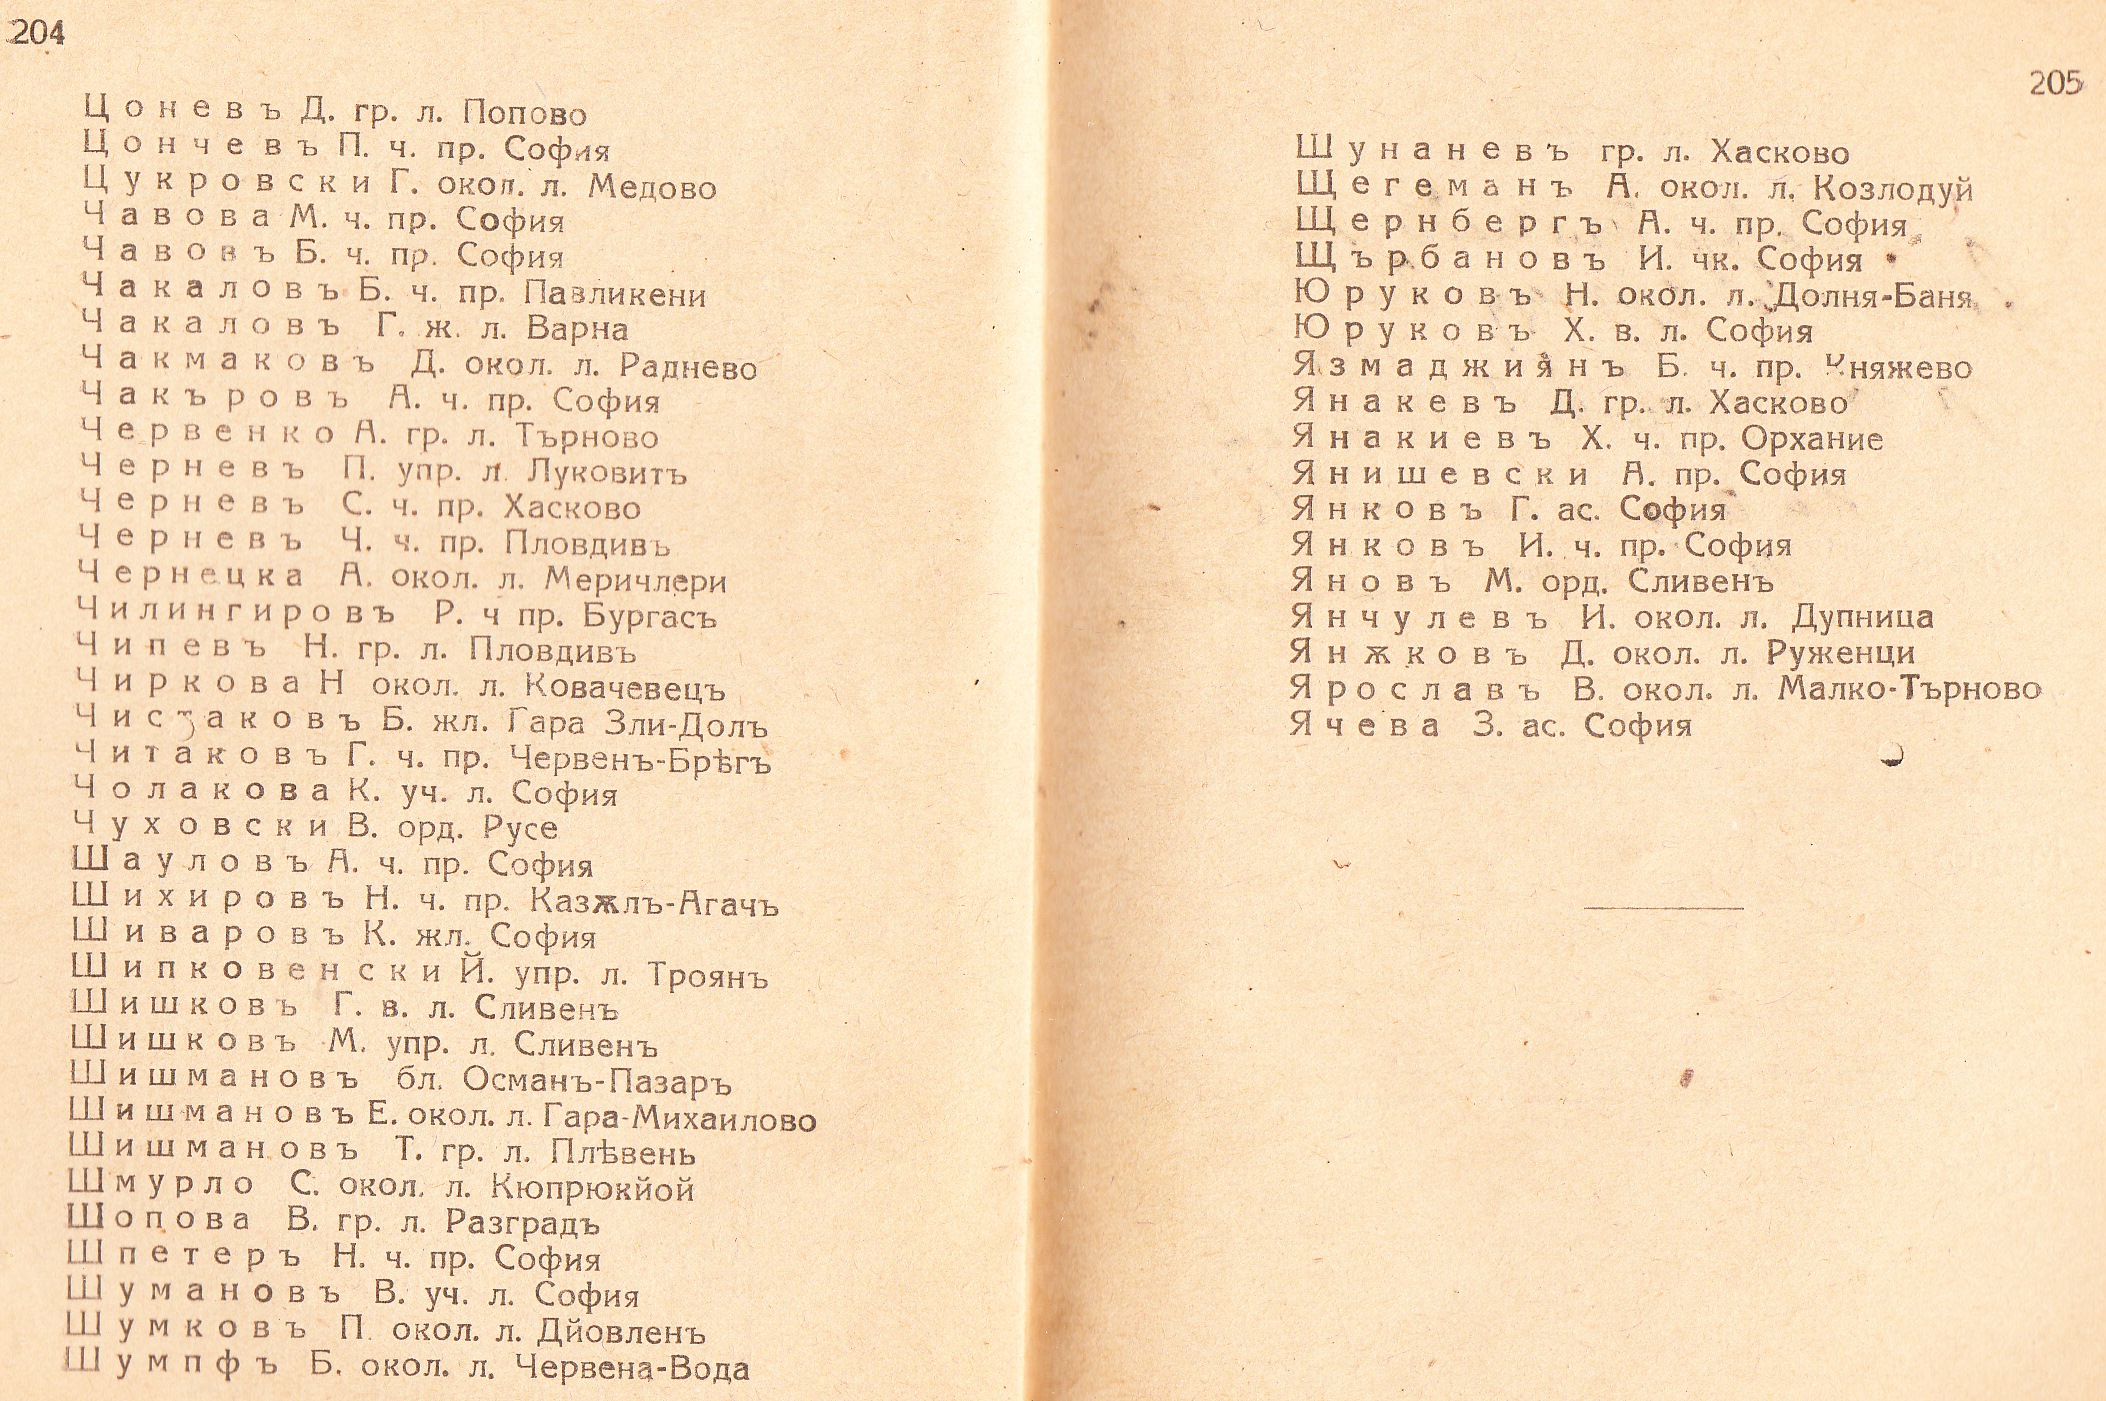 204
Цоневъ Д. гр. л. Попово
Цончевъ П. ч. пр. София
Цукровски Г. окол. л. Медово
Чавова М. ч. пр. София
Чавовъ Б. ч. пр. София
Чакаловъ Б. ч. пр. Павликени
Чакаловъ Г. ж. л. Варна
Чакмаковъ Д. окол. л. Раднево
Чакъровъ А. ч. пр. София
Червенко А. гр. л. Търново
Черневъ П. упр. л. Луковитъ
Черневъ С. ч. пр. Хасково
Черневъ Ч. ч. пр. Пловдивъ
Чернецка А. окол. л. Меричлери
Чилингировъ Р. ч пр. Бургасъ
Чипевъ Н. гр. л. Пловдивъ
Чиркова Н окол. л. Ковачевецъ
Чистаковъ Б. жл. Гара Зли-Долъ
Читаковъ Г. ч. пр. Червенъ-Брѣгъ
Чолакова К. уч. л. София
Чуховски В. орд. Русе
Шауловъ А. ч. пр. София
Шихировъ Н. ч. пр. Казѫлъ-Агачъ
Шиваровъ К. жл. София
Шипковенски Й. упр. л. Троянъ
Шишковъ Г. в. л. Сливенъ
Шишковъ М. упр. л. Сливенъ
Шишмановъ бл. Османъ-Пазаръ
Шишмановъ Е. окол. л. Гара-Михаилово
Шишмановъ Т. гр. л. Плѣвень
Шмурло С. окол. л. Кюпрюкйой
Шопова В. гр. л. Разградъ
Шпетеръ Н. ч. пр. София
Шумановъ В. уч. л. София
Шумковъ П. окол. л. Дйовленъ
Шумпфъ Б. окол. л. Червена-Вода
205
Шунаневъ гр. л. Хасково
Щегеманъ А. окол. л. Козлодуй
Щернбергъ А. ч. пр. София
Щърбановъ И. чк. София
Юруковъ Н. окол. л. Долня-Баня
Юруковъ Х. в. л. София
Язмаджиянъ Б. ч. пр. Княжево
Янакевъ Д. гр. л. Хасково
Янакиевъ Х. ч. пр. Орхание
Янишевски А. пр. София
Янковъ Г. ас. София
Янковъ И. ч. пр. София
Яновъ М. орд. Сливенъ
Янчулевъ И. окол. л. Дупница
Янѫковъ Д. окол. л. Руженци
Ярославъ В. окол. л. Малко-Търново
Ячева З. ас. София